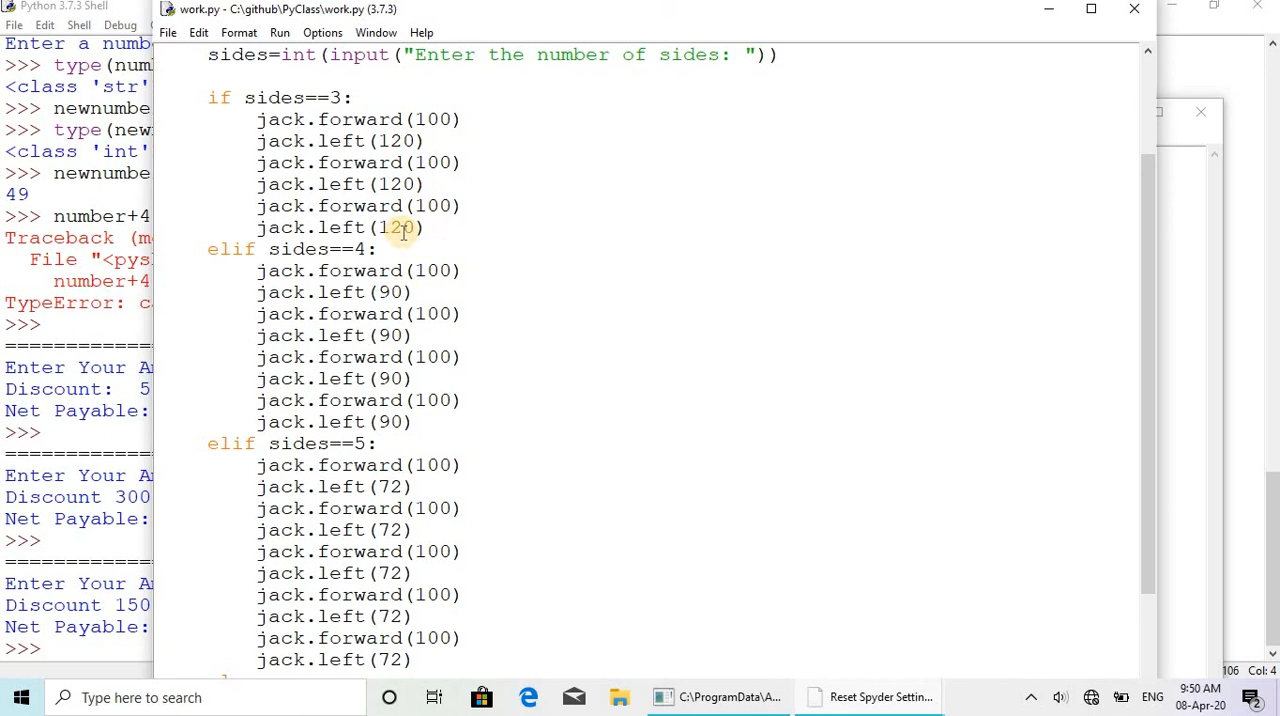 Python 3.7.3 Shell
File Edit Shell Debug
Enter a numb
>>> type(num
<class 'str'
>>> newnumbe
>>> type(new
<class 'int'
>>> newnumbe
49
>>> number+4
Traceback (m
File "<pys
number+4
TypeError: c
>>>
============
Enter Your A
Discount: 5
Net Payable:
>>>
============
Enter Your A
Discount 300
Net Payable:
>>>
============
Enter Your A
Discount 150
Net Payable:
>>>
work.py - C:\github\PyClass\work.py (3.7.3)
File Edit Format Run Options Window Help
sides=int(input("Enter the number of sides: "))
if sides==3:
jack.forward(100)
jack.left(120)
jack.forward(100)
jack.left(120)
jack.forward(100)
jack.left(120)
elif sides==4:
jack.forward(100)
jack.left(90)
jack.forward(100)
jack.left(90)
jack.forward(100)
jack.left(90)
jack.forward(100)
jack.left(90)
elif sides==5:
jack.forward(100)
jack.left(72)
jack.forward(100)
jack.left(72)
jack.forward(100)
jack.left(72)
jack.forward(100)
jack.left(72)
jack.forward(100)
jack.left(72)
106 Col: 4
Type here to search
C:\ProgramData\A...
Reset Spyder Settin...
ENG
9:50 AM
08-Apr-20
2